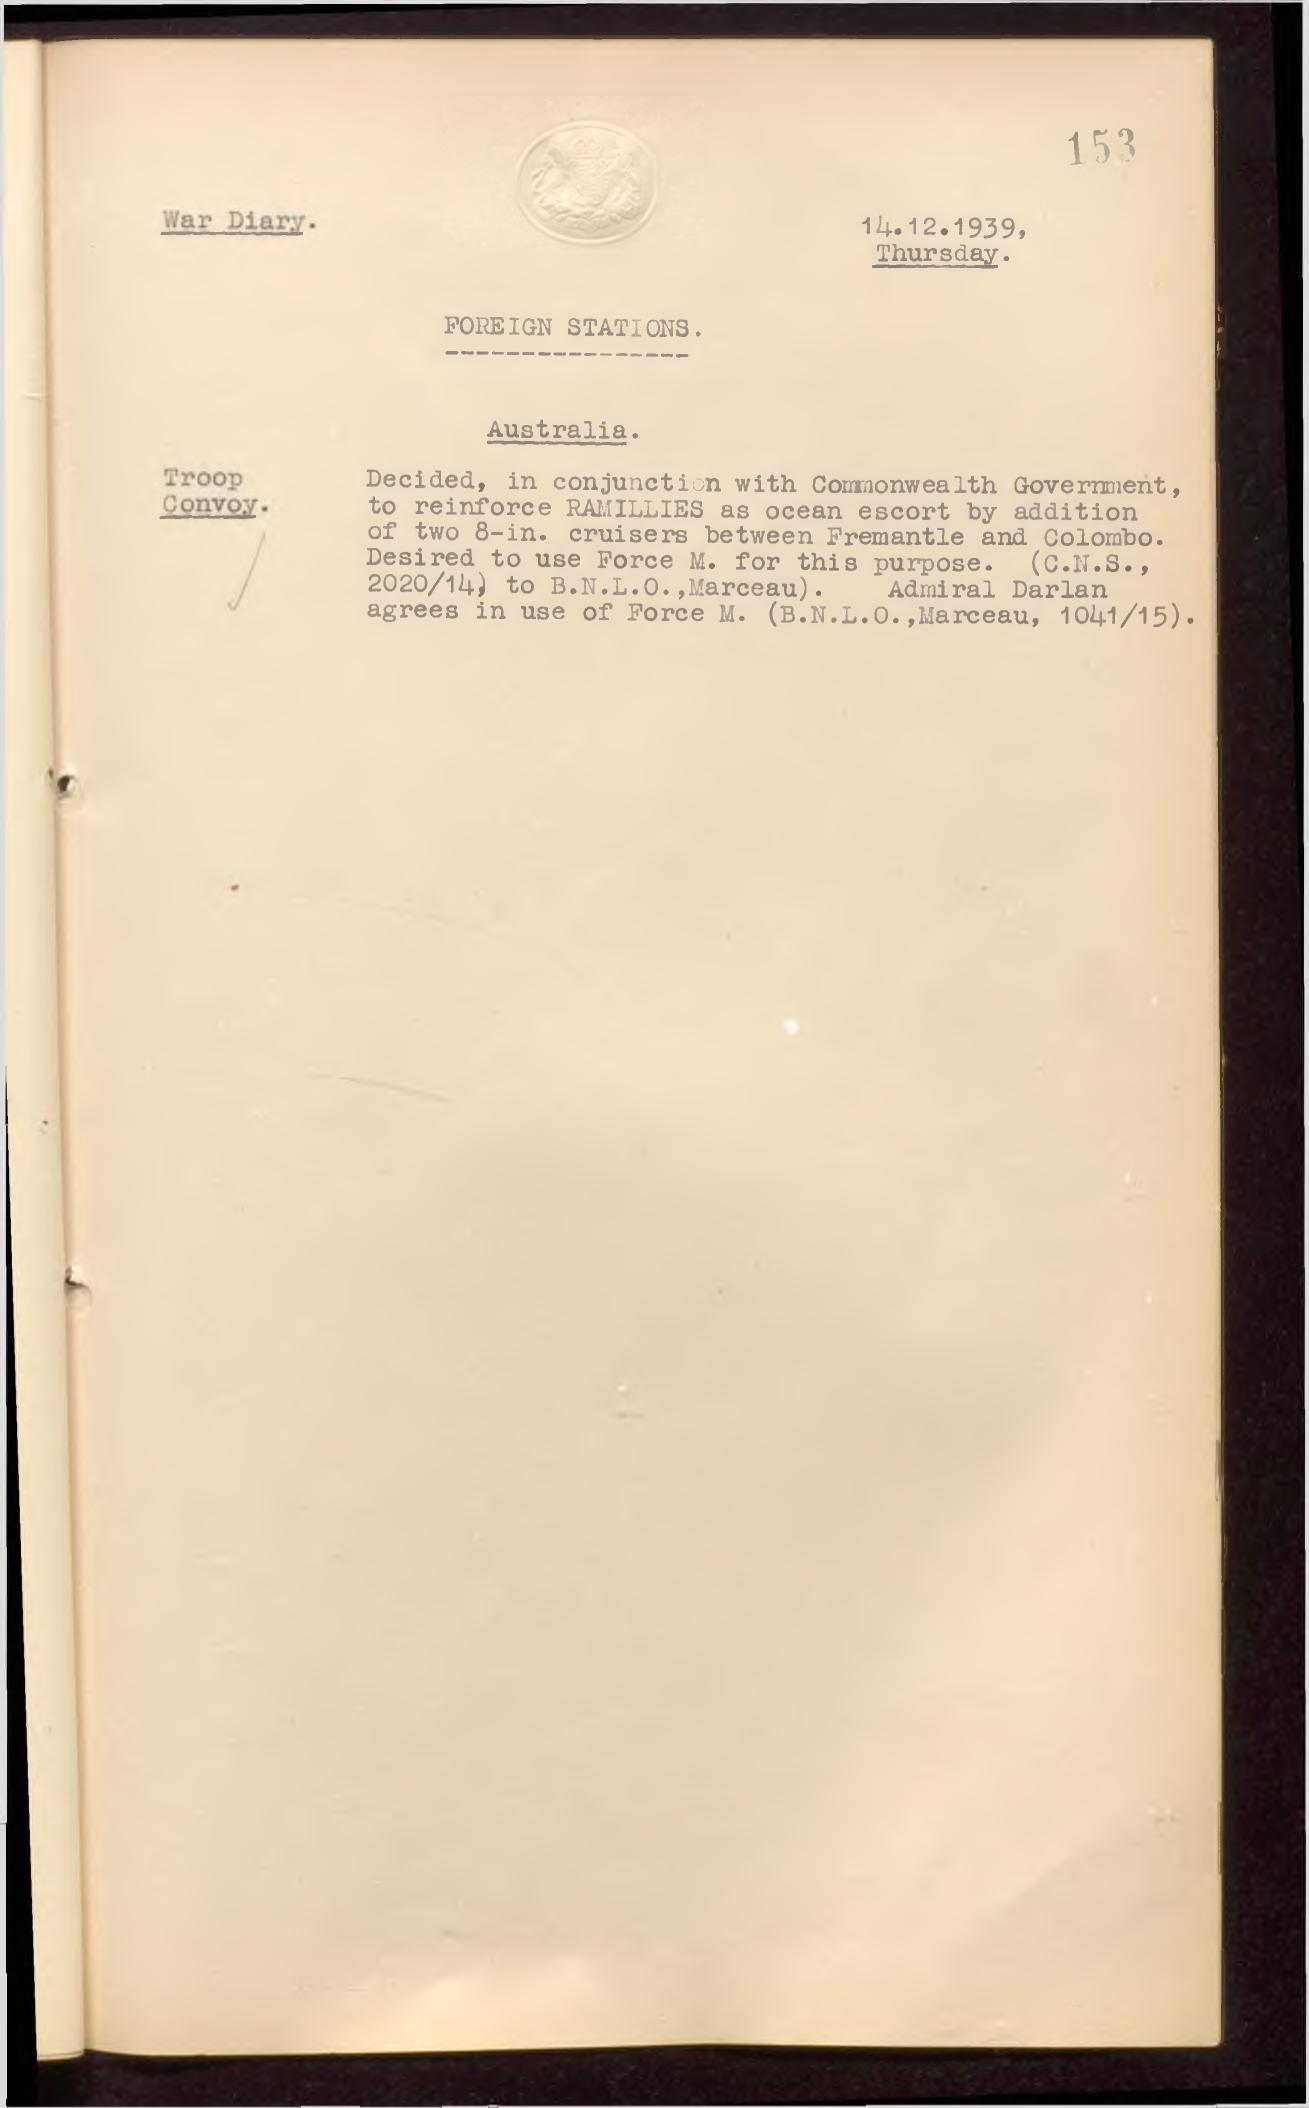 153
War Diary.
14.12.1939,
Thursday.
FOREIGN STATIONS.
-----------------
Australia.
Troop
Convoy.
Decided, in conjunction with Commonwealth Government,
to reinforce RAMILLIES as ocean escort by addition
of two 8-in. cruisers between Fremantle and Colombo.
Desired to use Force M. for this purpose. (C.N.S.,
2020/14) to B.N.L.O.,Marceau). Admiral Darlan
agrees in use of Force M. (B.N.L.O.,Marceau, 1041/15).